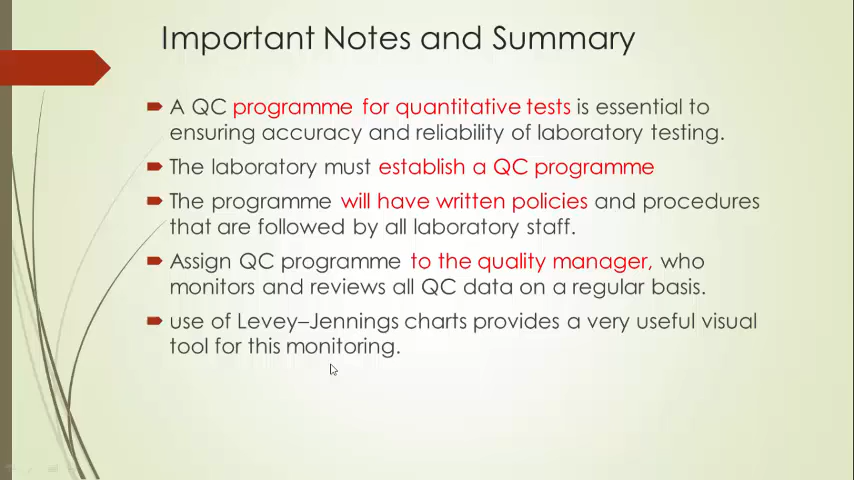 Important Notes and Summary
A QC programme for quantitative tests is essential to
ensuring accuracy and reliability of laboratory testing.
The laboratory must establish a QC programme
The programme will have written policies and procedures
that are followed by all laboratory staff.
Assign QC programme to the quality manager, who
monitors and reviews all QC data on a regular basis.
use of Levey–Jennings charts provides a very useful visual
tool for this monitoring.